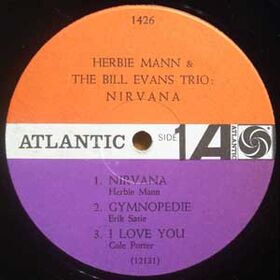 1426
HERBIE MANN &
THE BILL EVANS TRIO:
NIRVANA
ATLANTIC SIDE 1 A ATLANTIC
1. NIRVANA
Herbie Mann
2. GYMNOPEDIE
Erik Satie
3. I LOVE YOU
Cole Porter
(12131)